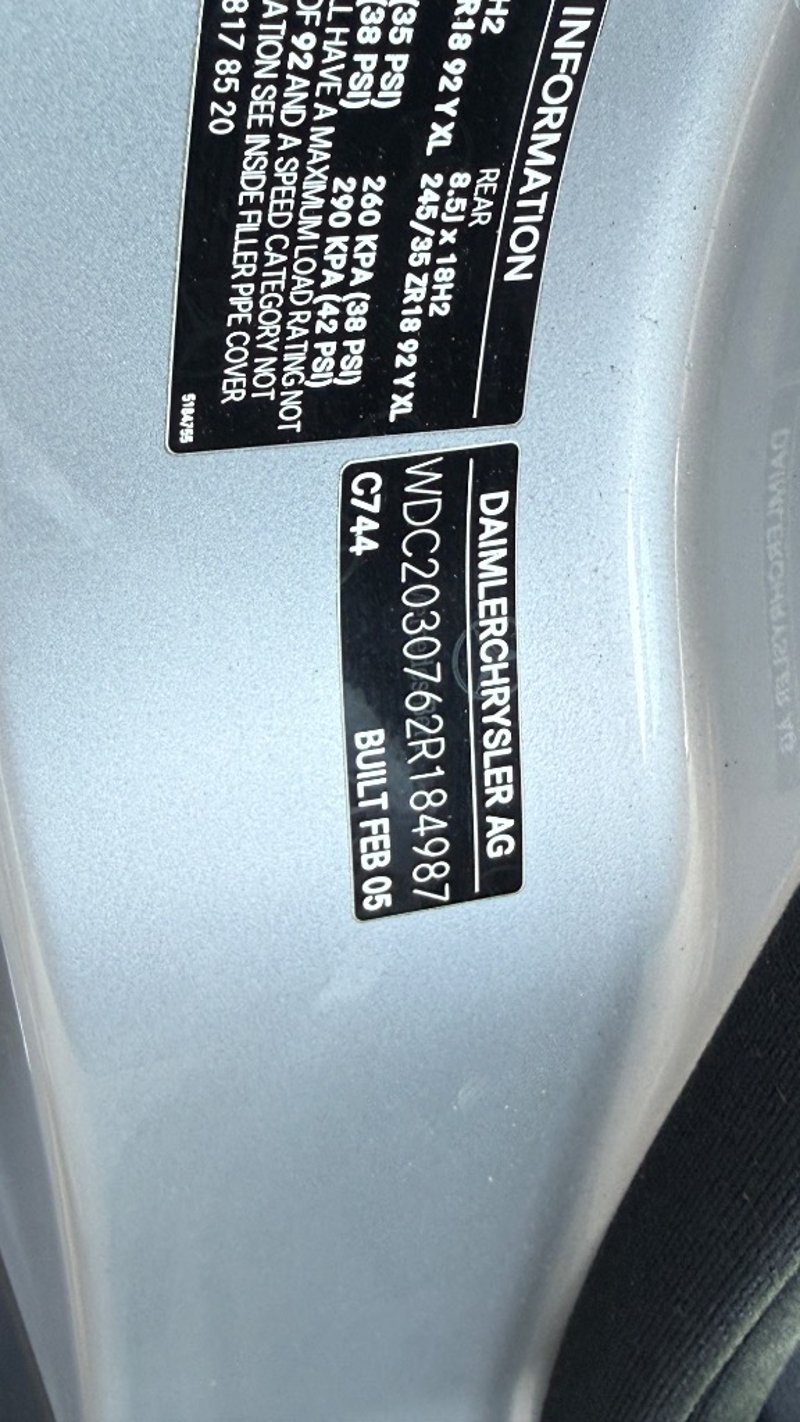 INFORMATION
REAR
H2 8.5J x 18H2
R18 92 Y XL 245/35 ZR18 92 Y XL
(35 PSI) 260 KPA (38 PSI)
(38 PSI) 290 KPA (42 PSI)
LL HAVE A MAXIMUM LOAD RATING NOT
OF 92 AND A SPEED CATEGORY NOT
ATION SEE INSIDE FILLER PIPE COVER
817 85 20
5184755
DAIMLERCHRYSLER AG
WDC2030762R184987
C744 BUILT FEB 05